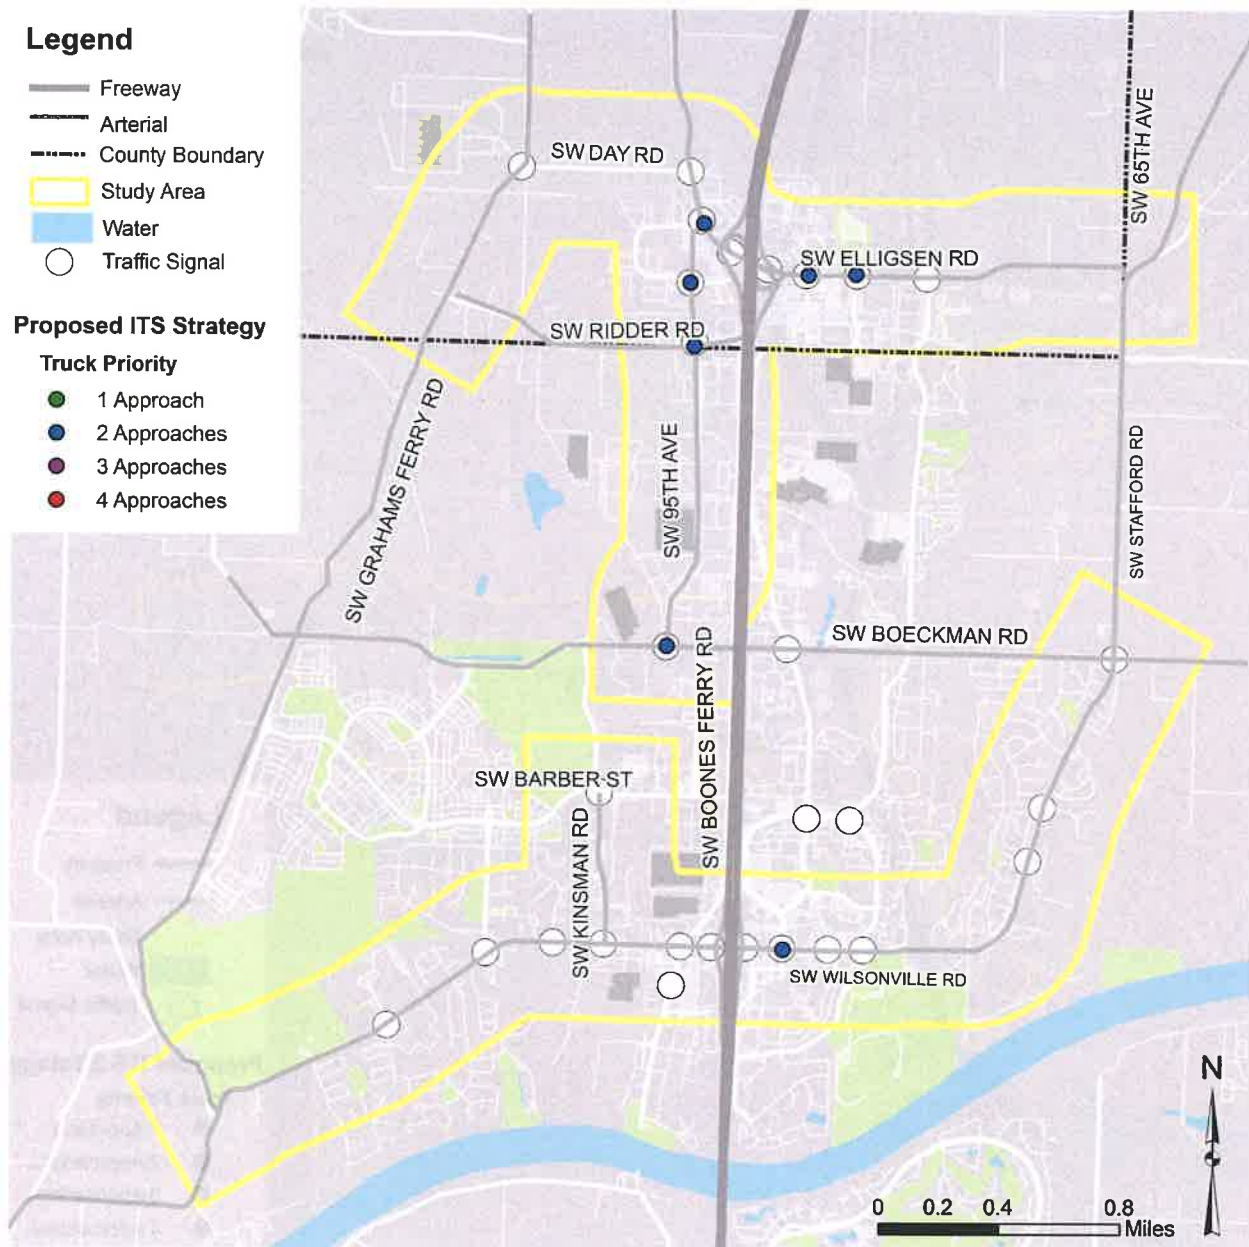 Legend
Freeway
Arterial
County Boundary
Study Area
Water
Traffic Signal
Proposed ITS Strategy
Truck Priority
1 Approach
2 Approaches
3 Approaches
4 Approaches
SW DAY RD
SW 65TH AVE
SW ELLIGSEN RD
SW RIDDER RD
SW GRAHAMS FERRY RD
SW 95TH AVE
SW STAFFORD RD
SW BOECKMAN RD
SW BOONES FERRY RD
SW BARBER ST
SW KINSMAN RD
SW WILSONVILLE RD
N
0 0.2 0.4 0.8
Miles